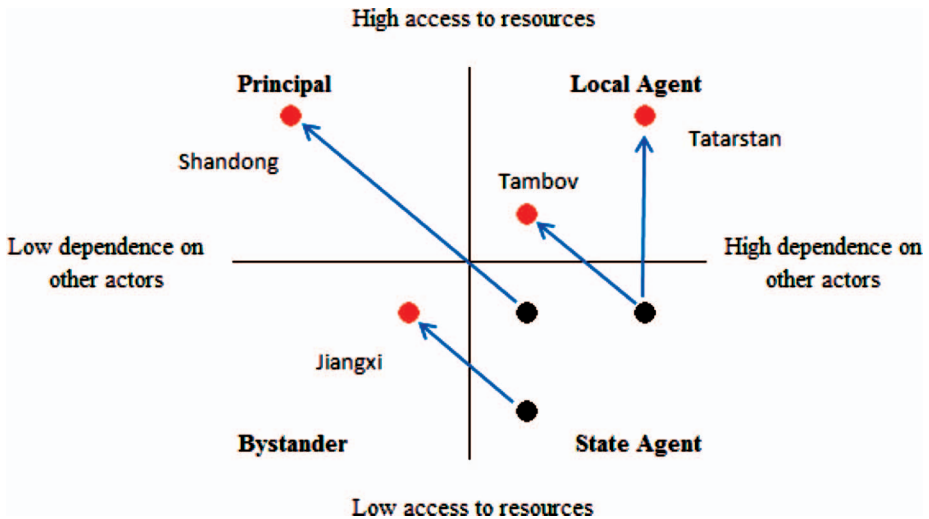 High access to resources
Principal
Local Agent
Shandong
Tatarstan
Tambov
Low dependence on
other actors
High dependence on
other actors
Jiangxi
Bystander
State Agent
Low access to resources